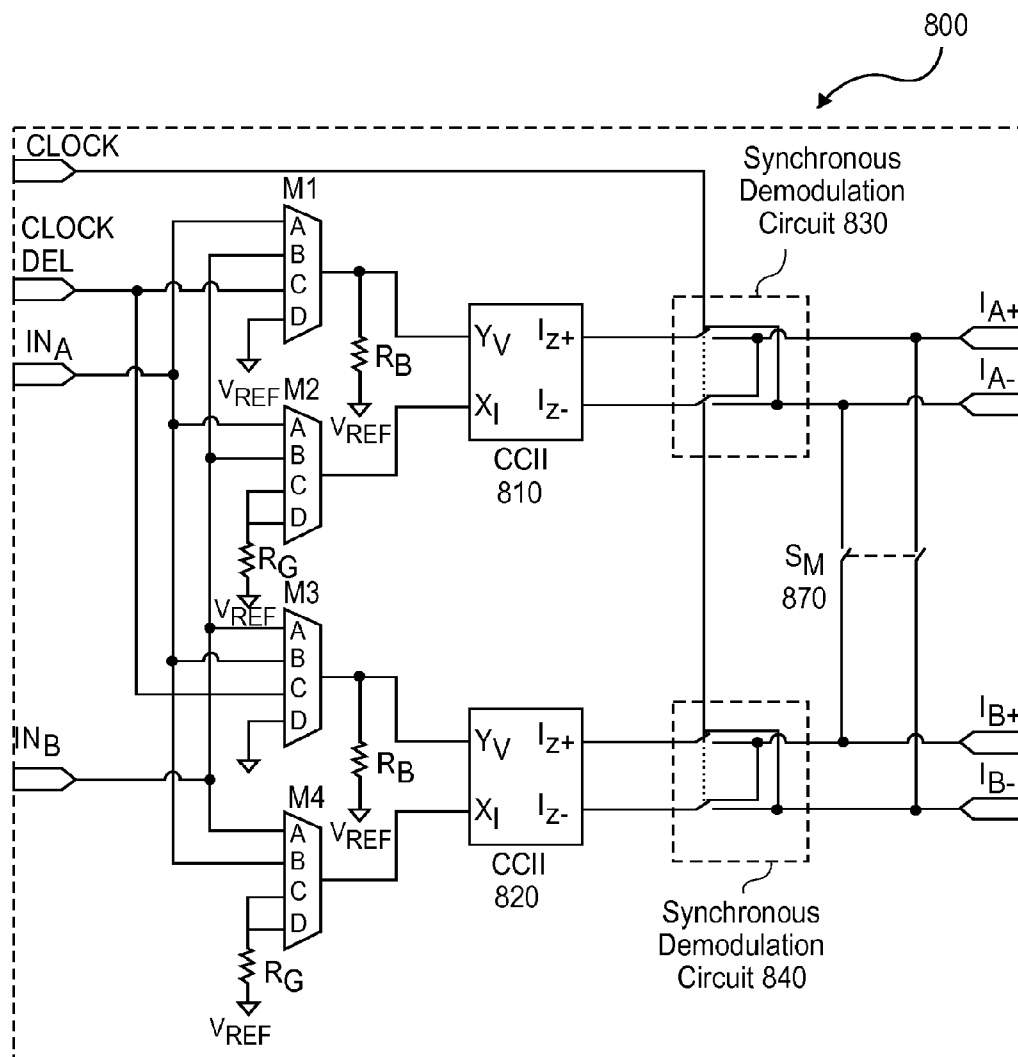 800
CLOCK
CLOCK
DEL
INA
INB
M1
A
B
C
D
VREF
RB
VREF
M2
A
B
C
D
RG
VREF
M3
A
B
C
D
RB
VREF
M4
A
B
C
D
RG
VREF
YV
XI
IZ+
IZ-
CCII
810
YV
XI
IZ+
IZ-
CCII
820
Synchronous
Demodulation
Circuit 830
Synchronous
Demodulation
Circuit 840
SM
870
IA+
IA-
IB+
IB-